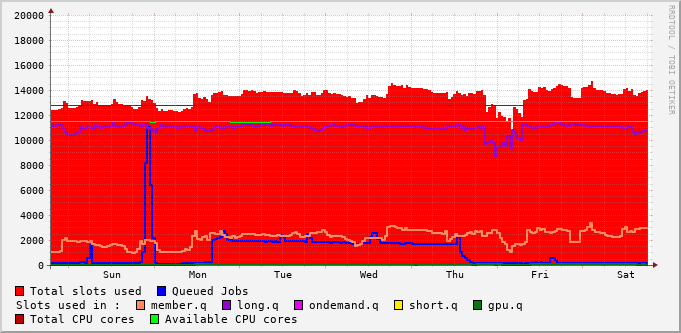 20000
18000
16000
14000
12000
10000
8000
6000
4000
2000
0
Sun Mon Tue Wed Thu Fri Sat
RRDTOOL / TOBI OETIKER
Total slots used Queued Jobs
Slots used in : member.q long.q ondemand.q short.q gpu.q
Total CPU cores Available CPU cores